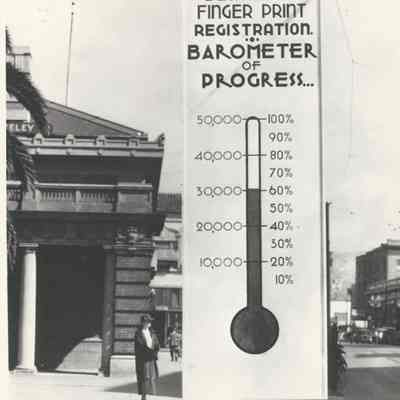 FINGER PRINT
REGISTRATION.
BAROMETER
OF
PROGRESS...
50,000 100%
90%
40,000 80%
70%
30,000 60%
50%
20,000 40%
30%
10,000 20%
10%
ELEY